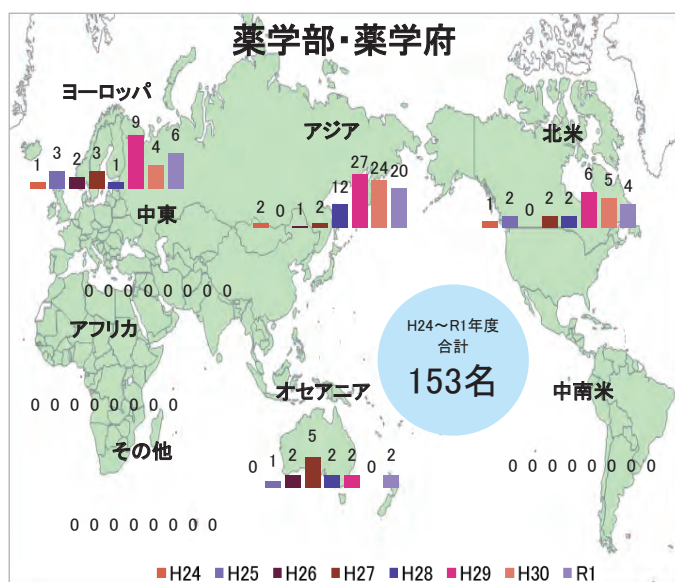 薬学部・薬学府
ヨーロッパ
1 3 2 3 1 9 4 6
アジア
2 0 1 2 12 27 24 20
北米
1 2 0 2 2 6 5 4
中東
0 0 0 0 0 0 0 0
アフリカ
0 0 0 0 0 0 0 0
H24～R1年度
合計
153名
オセアニア
0 1 2 5 2 2 0 2
中南米
0 0 0 0 0 0 0 0
その他
0 0 0 0 0 0 0 0
H24 H25 H26 H27 H28 H29 H30 R1